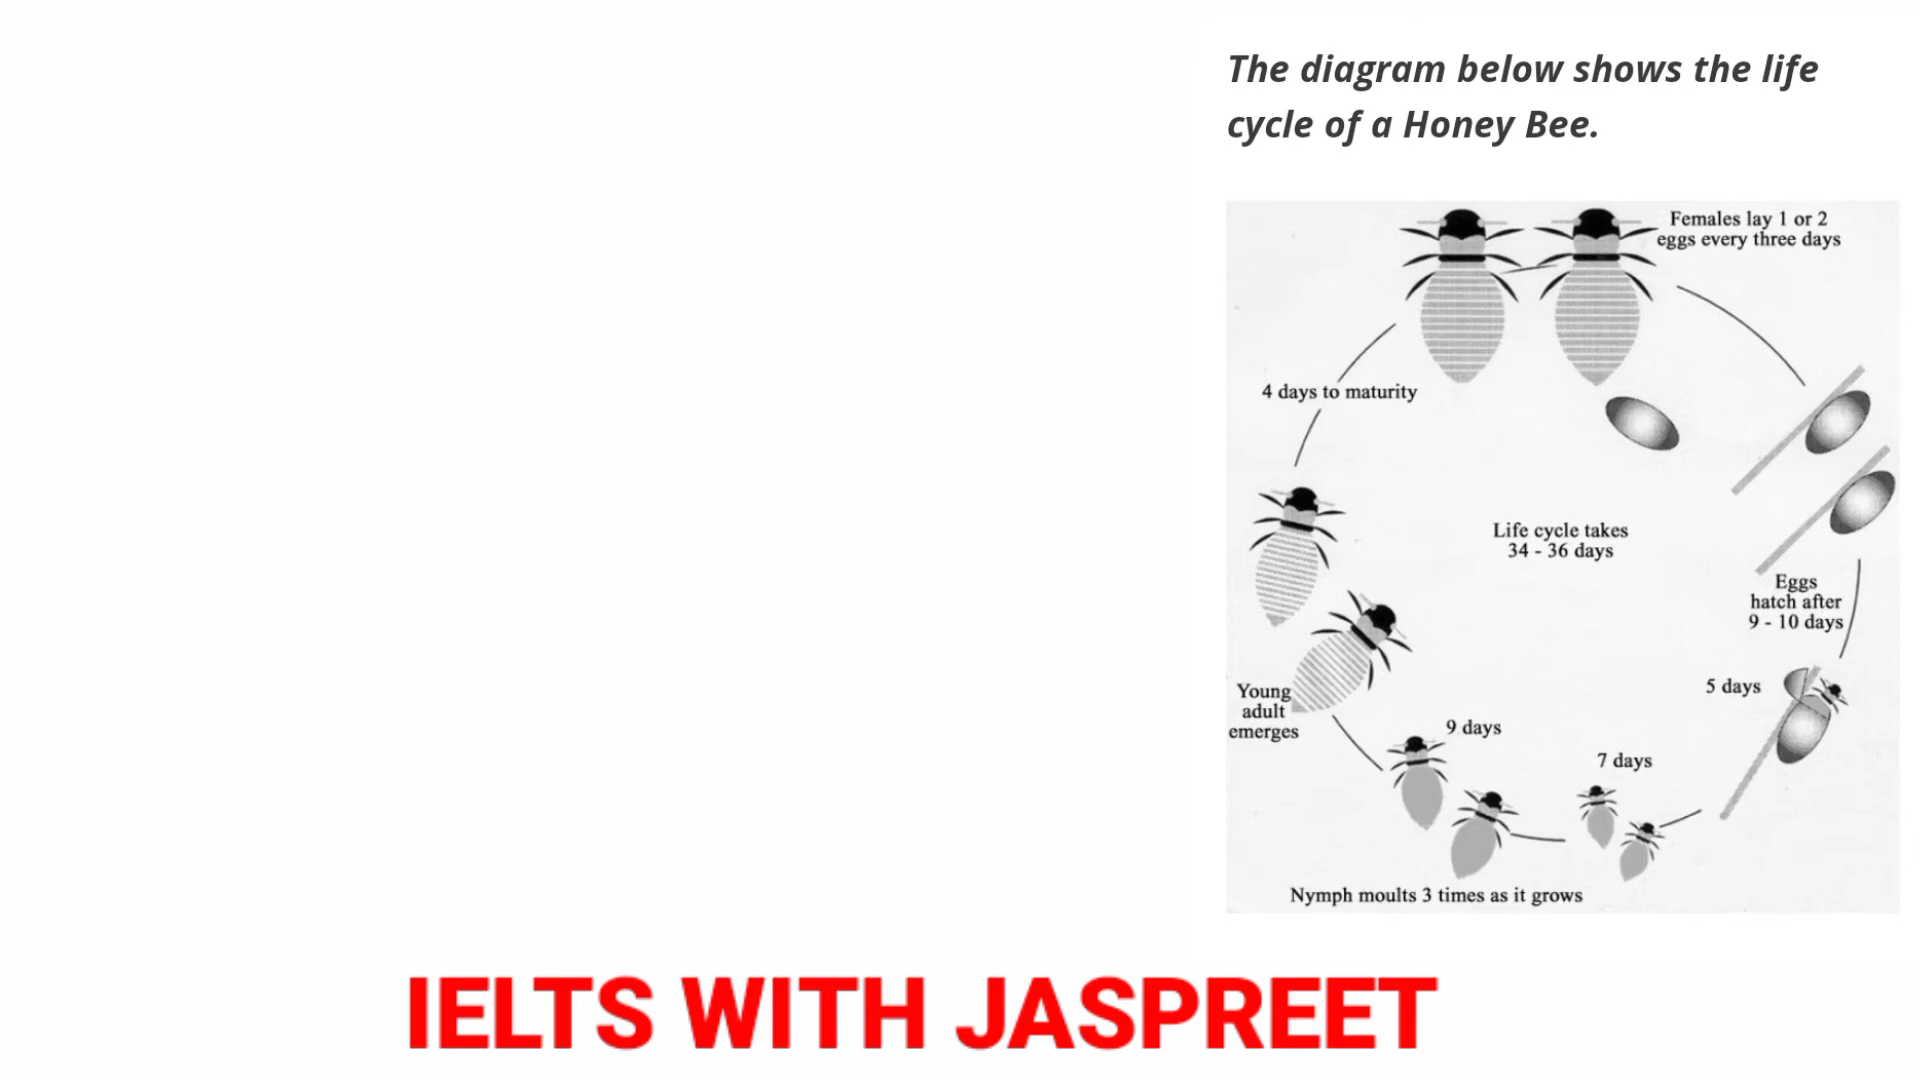 The diagram below shows the life
cycle of a Honey Bee.
Females lay 1 or 2
eggs every three days
4 days to maturity
Life cycle takes
34 - 36 days
Eggs
hatch after
9 - 10 days
5 days
Young
adult
emerges
9 days
7 days
Nymph moults 3 times as it grows
IELTS WITH JASPREET